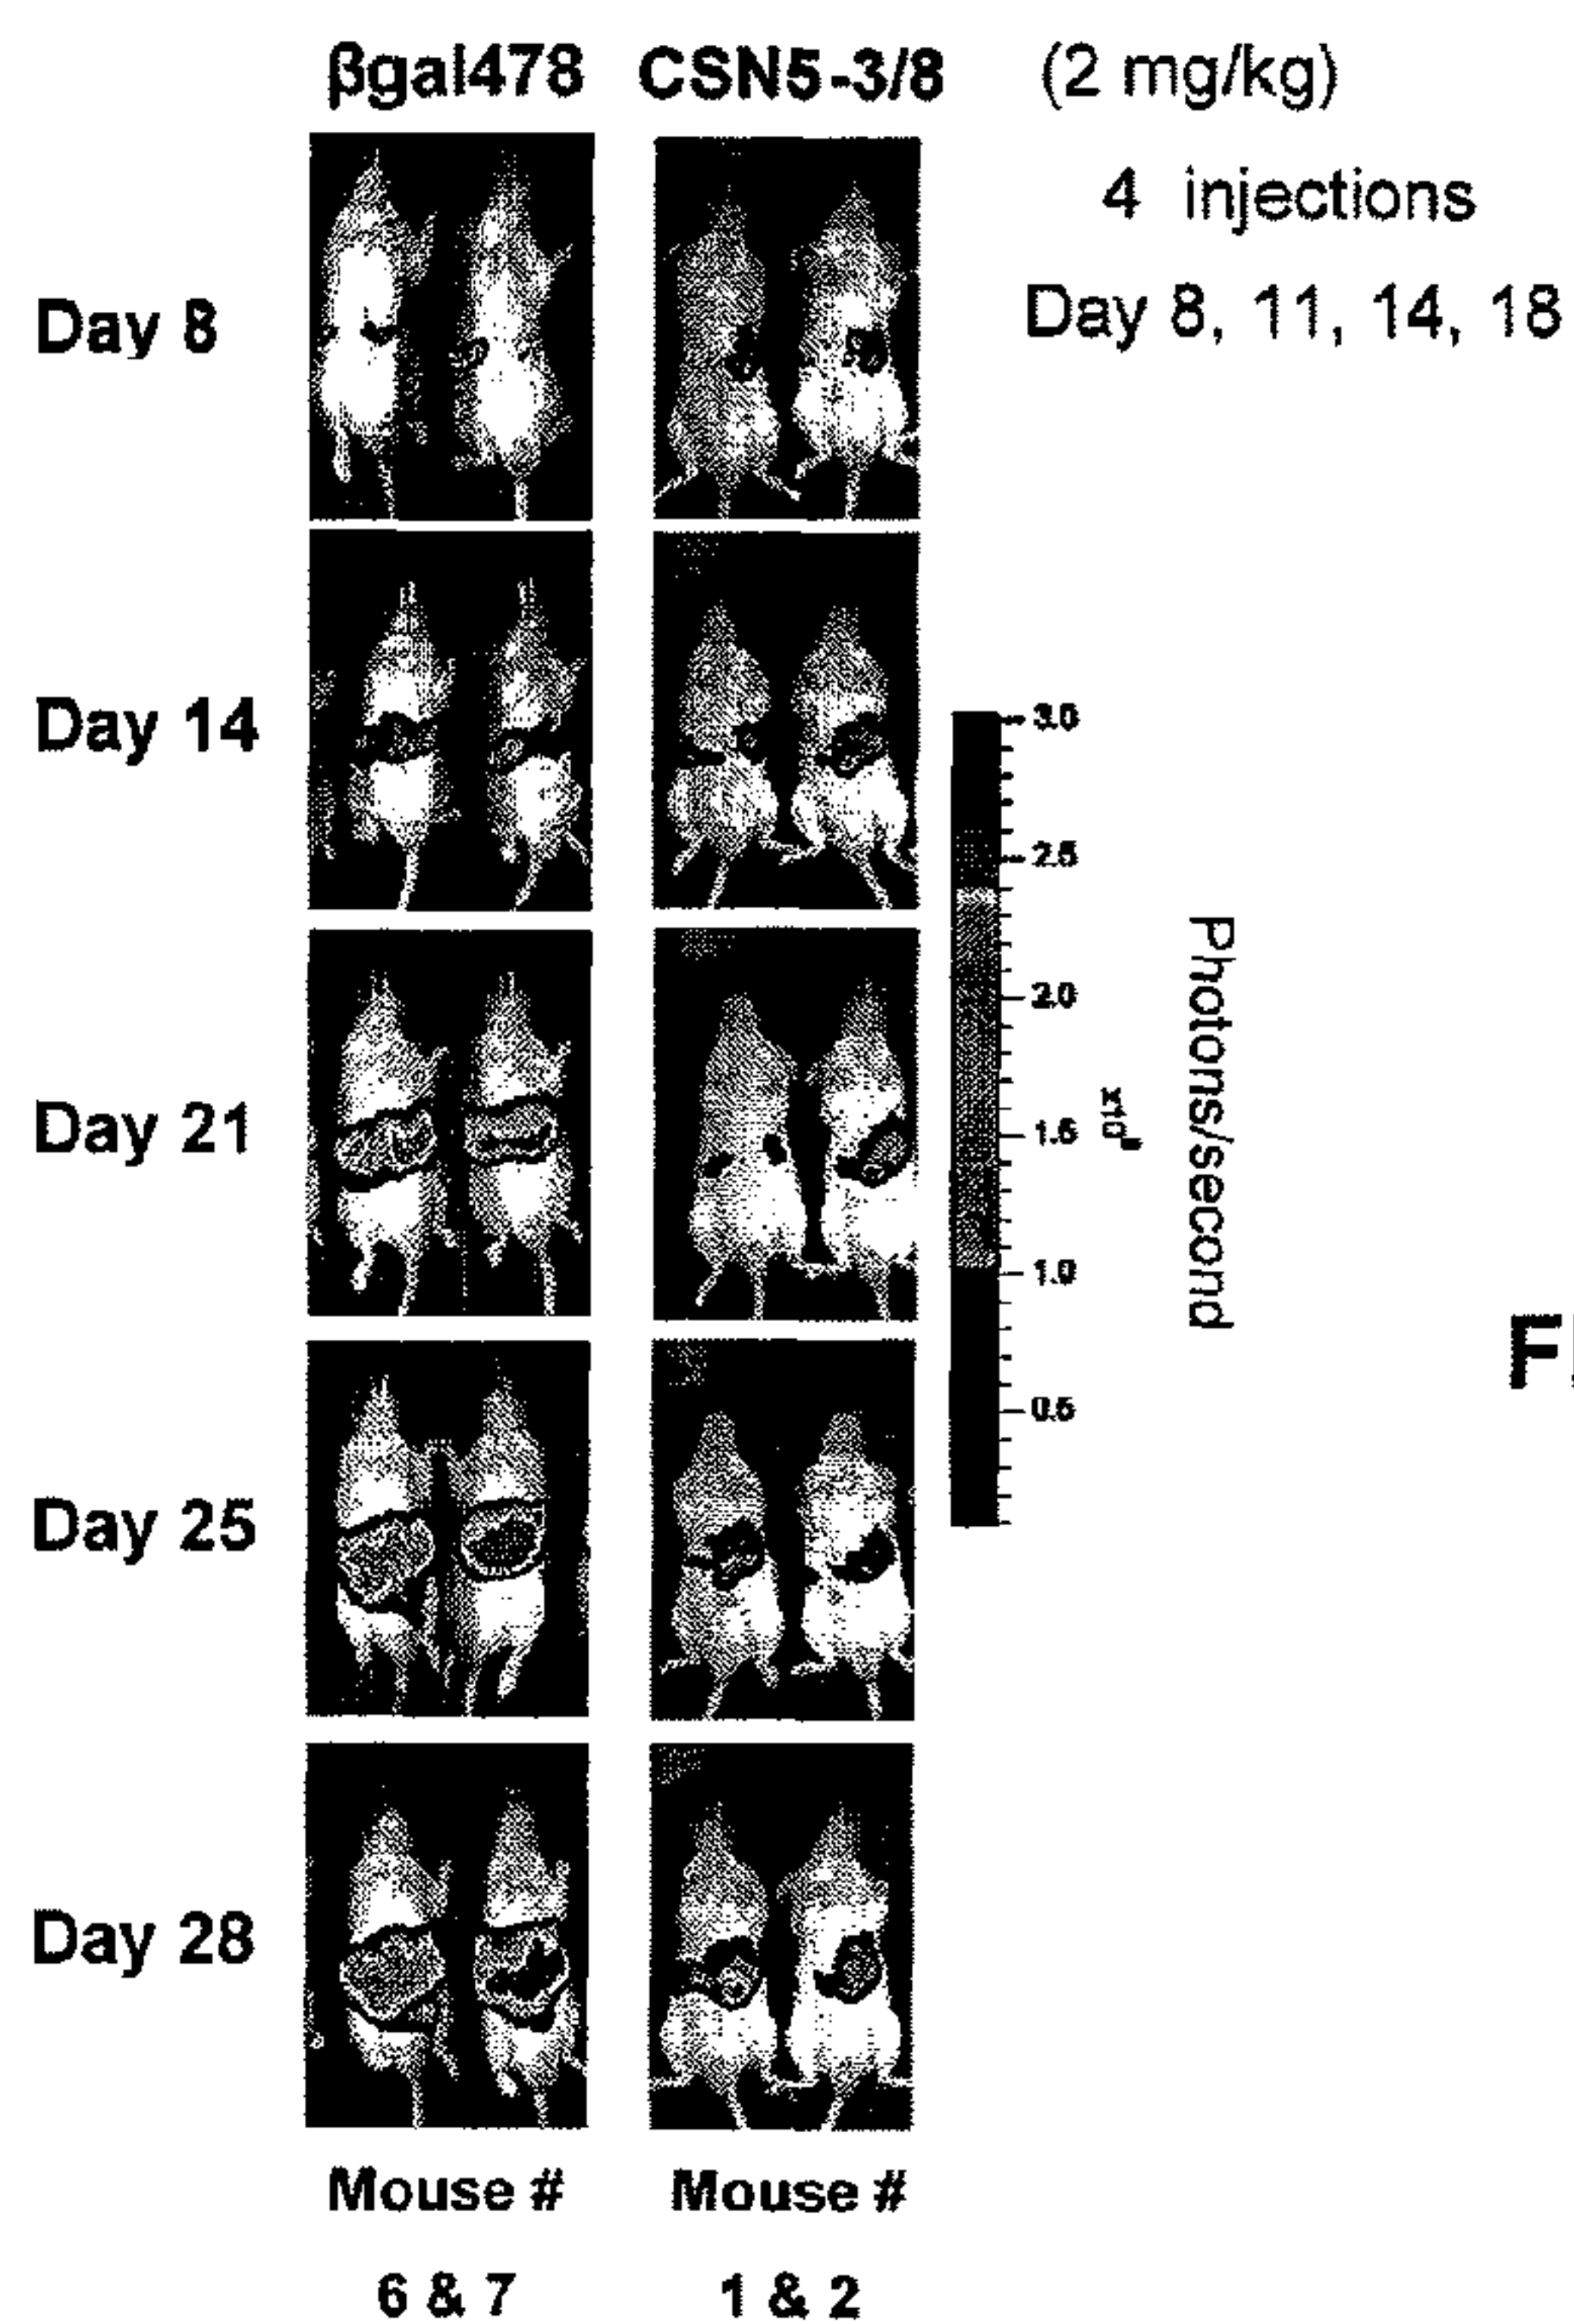 βgal478 CSN5-3/8 (2 mg/kg)
4 injections
Day 8, 11, 14, 18
Day 8
Day 14
3.0
2.5
Photons/second
2.0
Day 21
1.5
1.0
0.5
Day 25
Day 28
Mouse # Mouse #
6 & 7 1 & 2